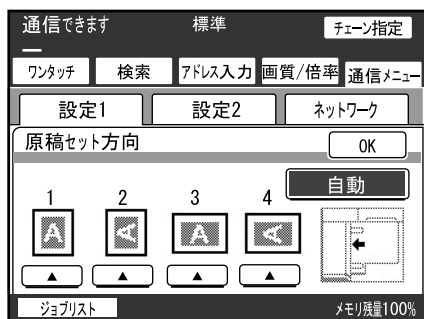 通信できます 標準 チェーン指定
ワンタッチ 検索 アドレス入力 画質/倍率 通信メニュー
設定1 設定2 ネットワーク
原稿セット方向 OK
自動
1 2 3 4
A A A A
ジョブリスト メモリ残量100%